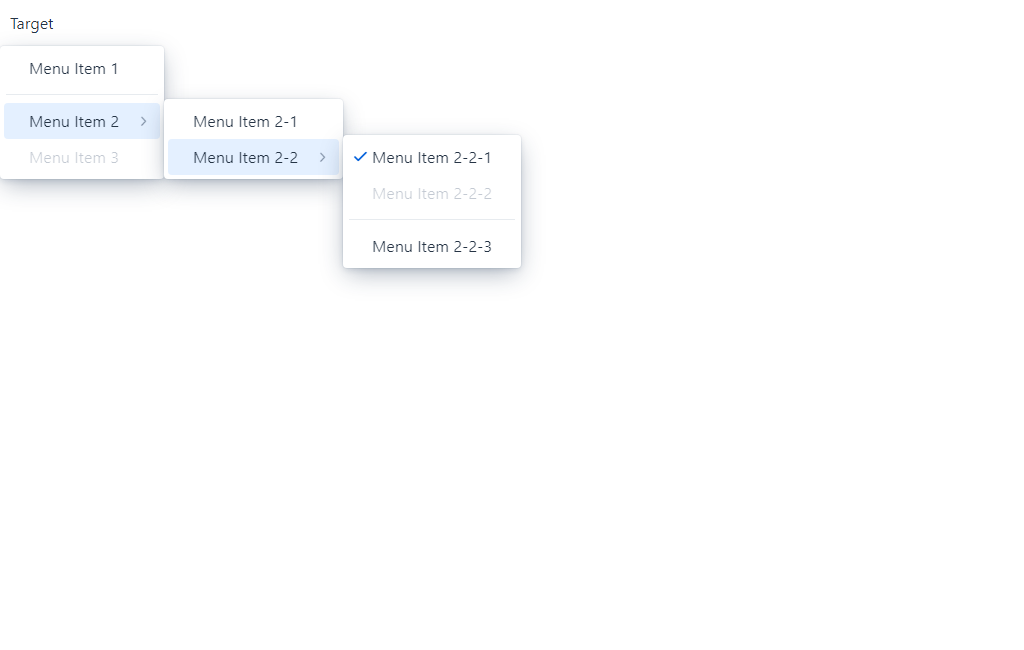 Target
Menu Item 1
Menu Item 2
Menu Item 3
Menu Item 2-1
Menu Item 2-2
Menu Item 2-2-1
Menu Item 2-2-2
Menu Item 2-2-3